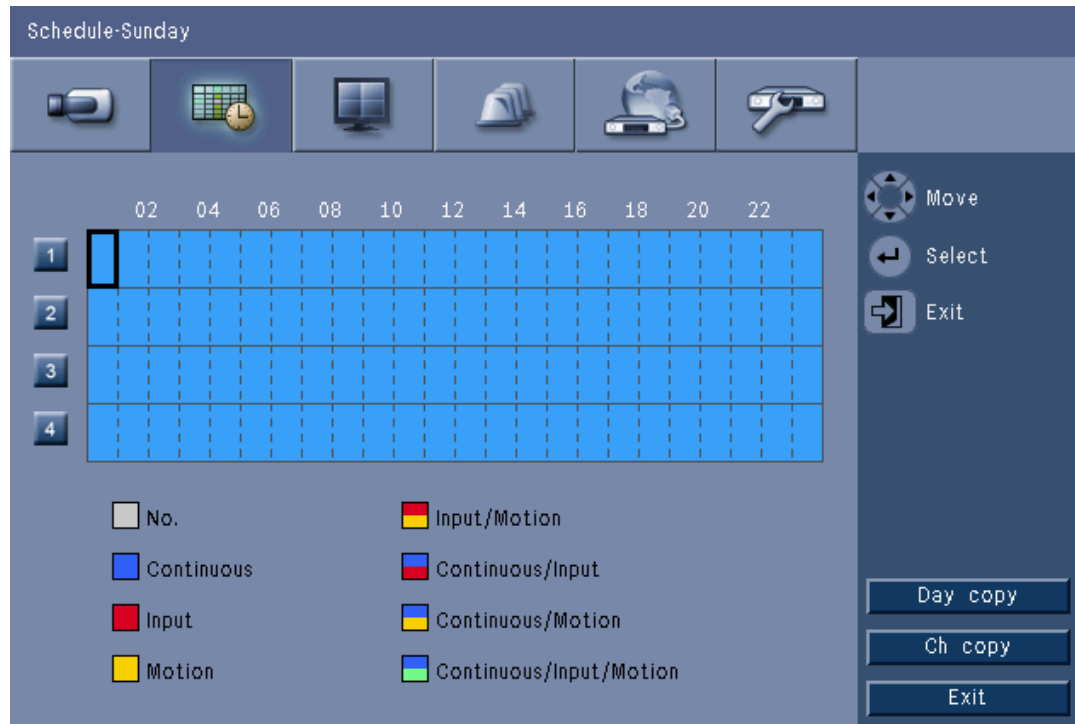 Schedule-Sunday
Move
Select
Exit
02 04 06 08 10 12 14 16 18 20 22
1
2
3
4
No.
Continuous
Input
Motion
Input/Motion
Continuous/Input
Continuous/Motion
Continuous/Input/Motion
Day copy
Ch copy
Exit